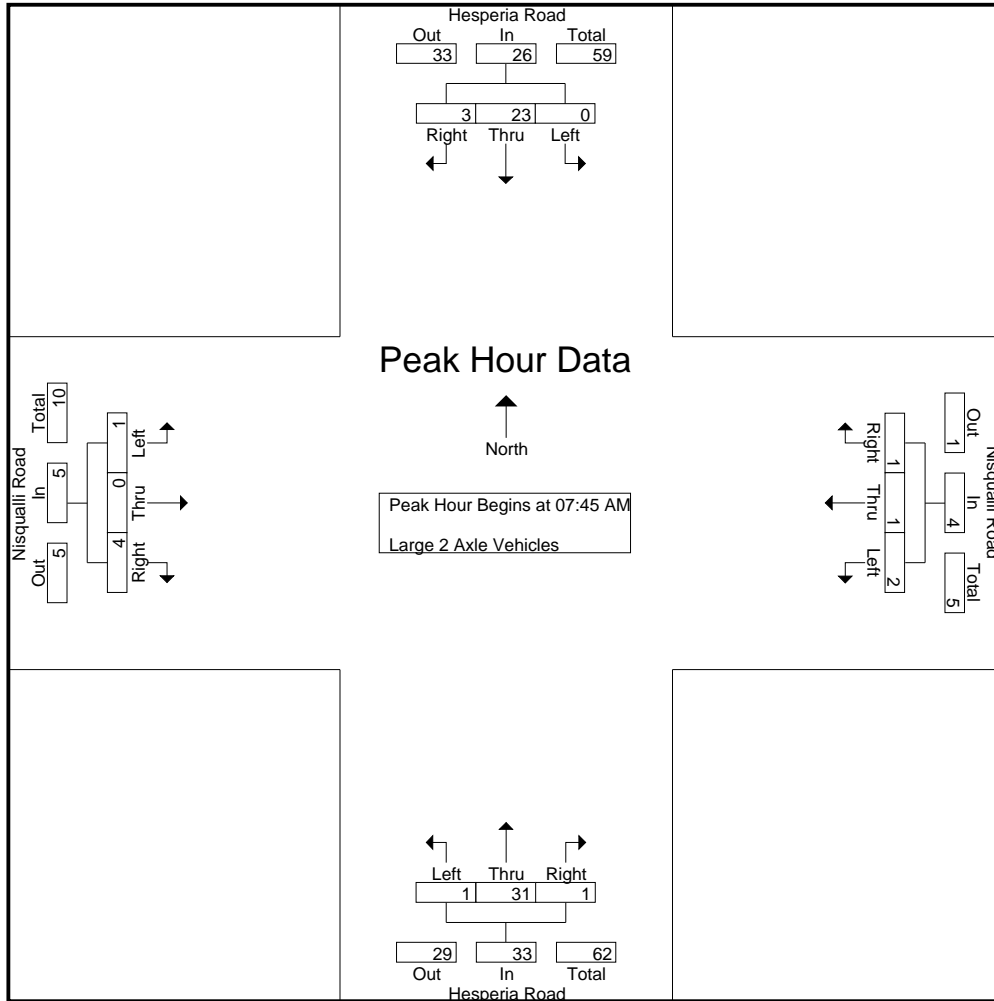 Hesperia Road
Out In Total
33 26 59
3 23 0
Right Thru Left
Peak Hour Data
North
Peak Hour Begins at 07:45 AM
Large 2 Axle Vehicles
Nisqualli Road
Total In Out
10 5 5
1 0 4
Left Thru Right
Right Thru Left
1 1 2
Out In Total
1 4 5
Nisqualli Road
Left Thru Right
1 31 1
29 33 62
Out In Total
Hesperia Road